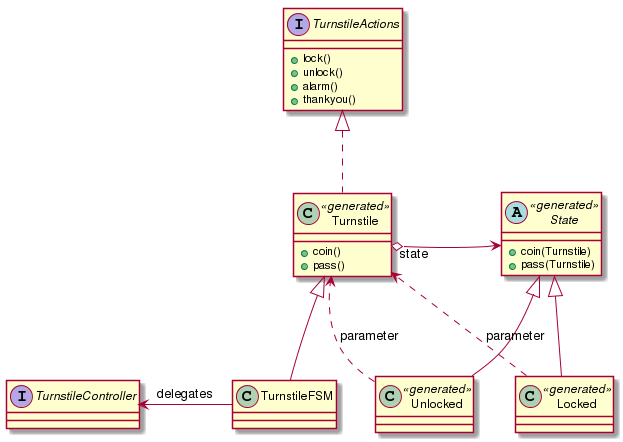 I TurnstileActions
lock()
unlock()
alarm()
thankyou()
C «generated»
Turnstile
coin()
pass()
state
A «generated»
State
coin(Turnstile)
pass(Turnstile)
parameter
parameter
I TurnstileController
delegates
C TurnstileFSM
C «generated»
Unlocked
C «generated»
Locked